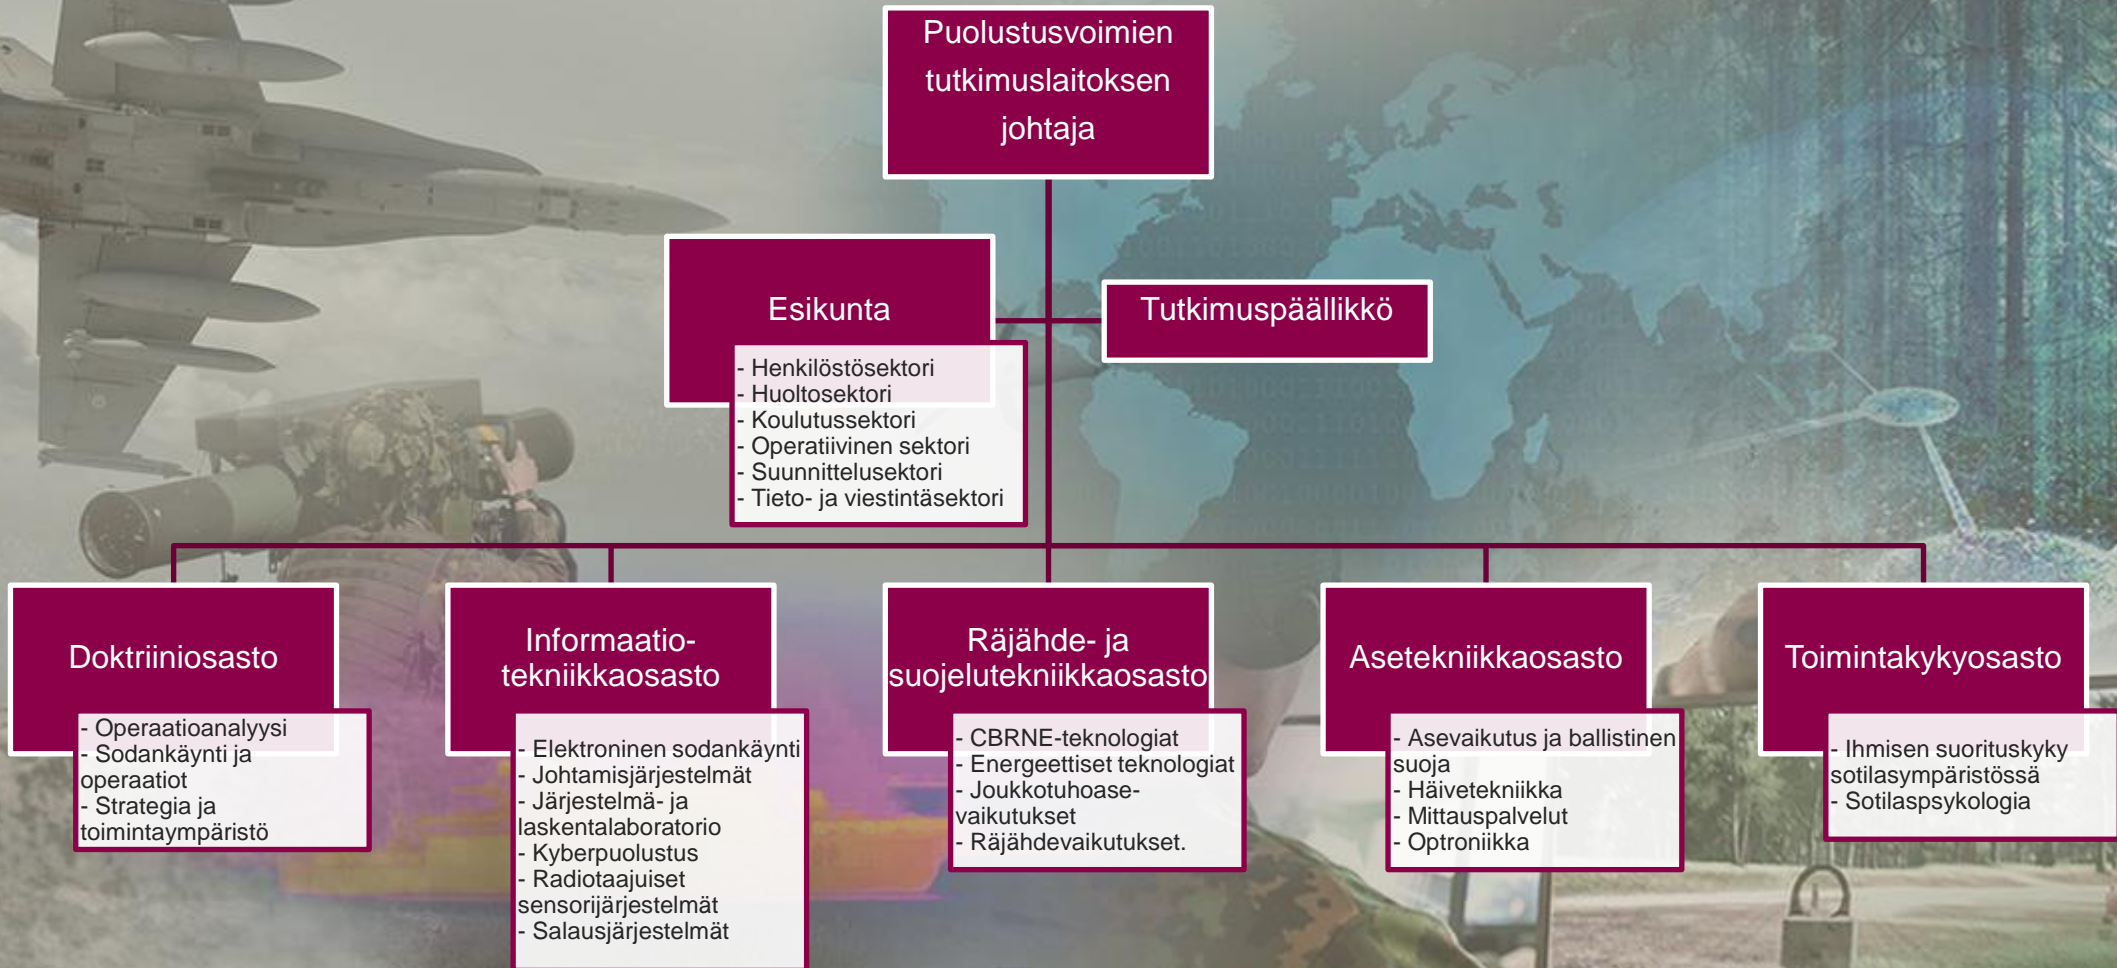 Puolustusvoimien
tutkimuslaitoksen
johtaja
Esikunta
- Henkilöstösektori
- Huoltosektori
- Koulutussektori
- Operatiivinen sektori
- Suunnittelusektori
- Tieto- ja viestintäsektori
Tutkimuspäällikkö
Doktriiniosasto
- Operaatioanalyysi
- Sodankäynti ja
operaatiot
- Strategia ja
toimintaympäristö
Informaatio-
tekniikkaosasto
- Elektroninen sodankäynti
- Johtamisjärjestelmät
- Järjestelmä- ja
laskentalaboratorio
- Kyberpuolustus
- Radiotaajuiset
sensorijärjestelmät
- Salausjärjestelmät
Räjähde- ja
suojelutekniikkaosasto
- CBRNE-teknologiat
- Energeettiset teknologiat
- Joukkotuhoase-
vaikutukset
- Räjähdevaikutukset.
Asetekniikkaosasto
- Asevaikutus ja ballistinen
suoja
- Häivetekniikka
- Mittauspalvelut
- Optroniikka
Toimintakykyosasto
- Ihmisen suorituskyky
sotilasympäristössä
- Sotilaspsykologia